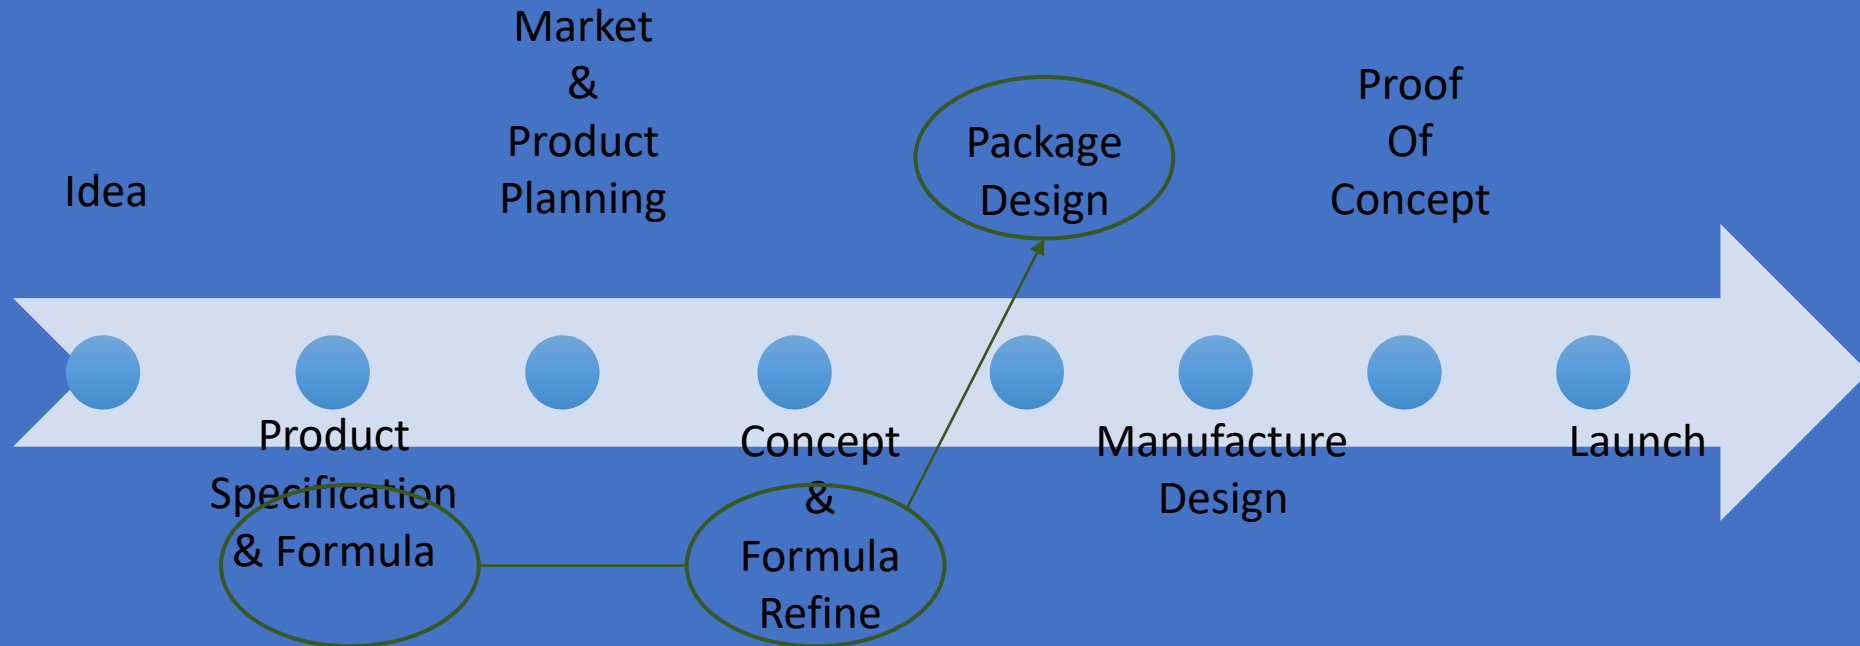 Idea
Product
Specification
& Formula
Market
&
Product
Planning
Concept
&
Formula
Refine
Package
Design
Manufacture
Design
Proof
Of
Concept
Launch